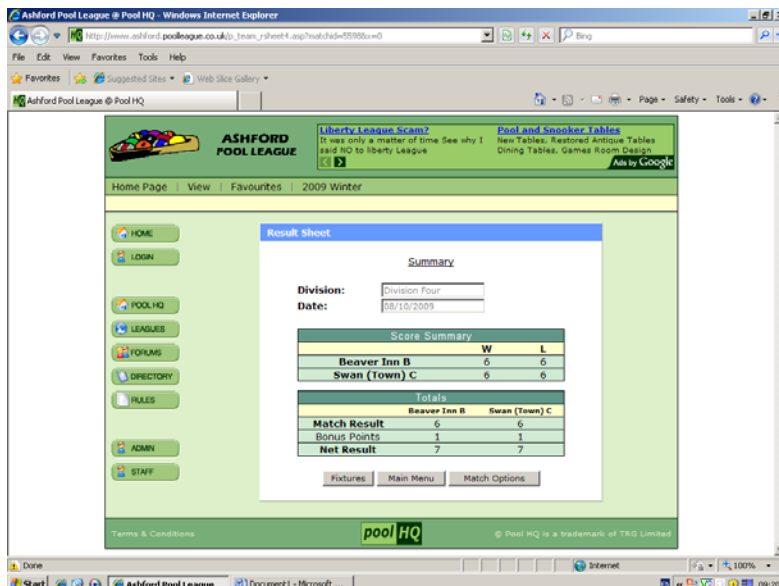 Ashford Pool League @ Pool HQ - Windows Internet Explorer
http://www.ashford.poolleague.co.uk/p_team_rsheet4.asp?matchid=55988x=0
Bing
File Edit View Favorites Tools Help
Favorites Suggested Sites Web Slice Gallery
Ashford Pool League @ Pool HQ Page Safety Tools
ASHFORD
POOL LEAGUE
Liberty League Scam?
It was only a matter of time See why I
said NO to liberty League
Pool and Snooker Tables
New Tables, Restored Antique Tables
Dining Tables, Games Room Design
Ads by Google
Home Page | View | Favourites | 2009 Winter
HOME
LOGIN
POOL HQ
LEAGUES
FORUMS
DIRECTORY
RULES
ADMIN
STAFF
Result Sheet
Summary
Division: Division Four
Date: 08/10/2009
Score Summary
W L
Beaver Inn B 6 6
Swan (Town) C 6 6
Totals
Beaver Inn B Swan (Town) C
Match Result 6 6
Bonus Points 1 1
Net Result 7 7
Fixtures Main Menu Match Options
Terms & Conditions pool HQ © Pool HQ is a trademark of TRG Limited
Done Internet 100%
Start Ashford Pool League ... Document1 - Microsoft ...